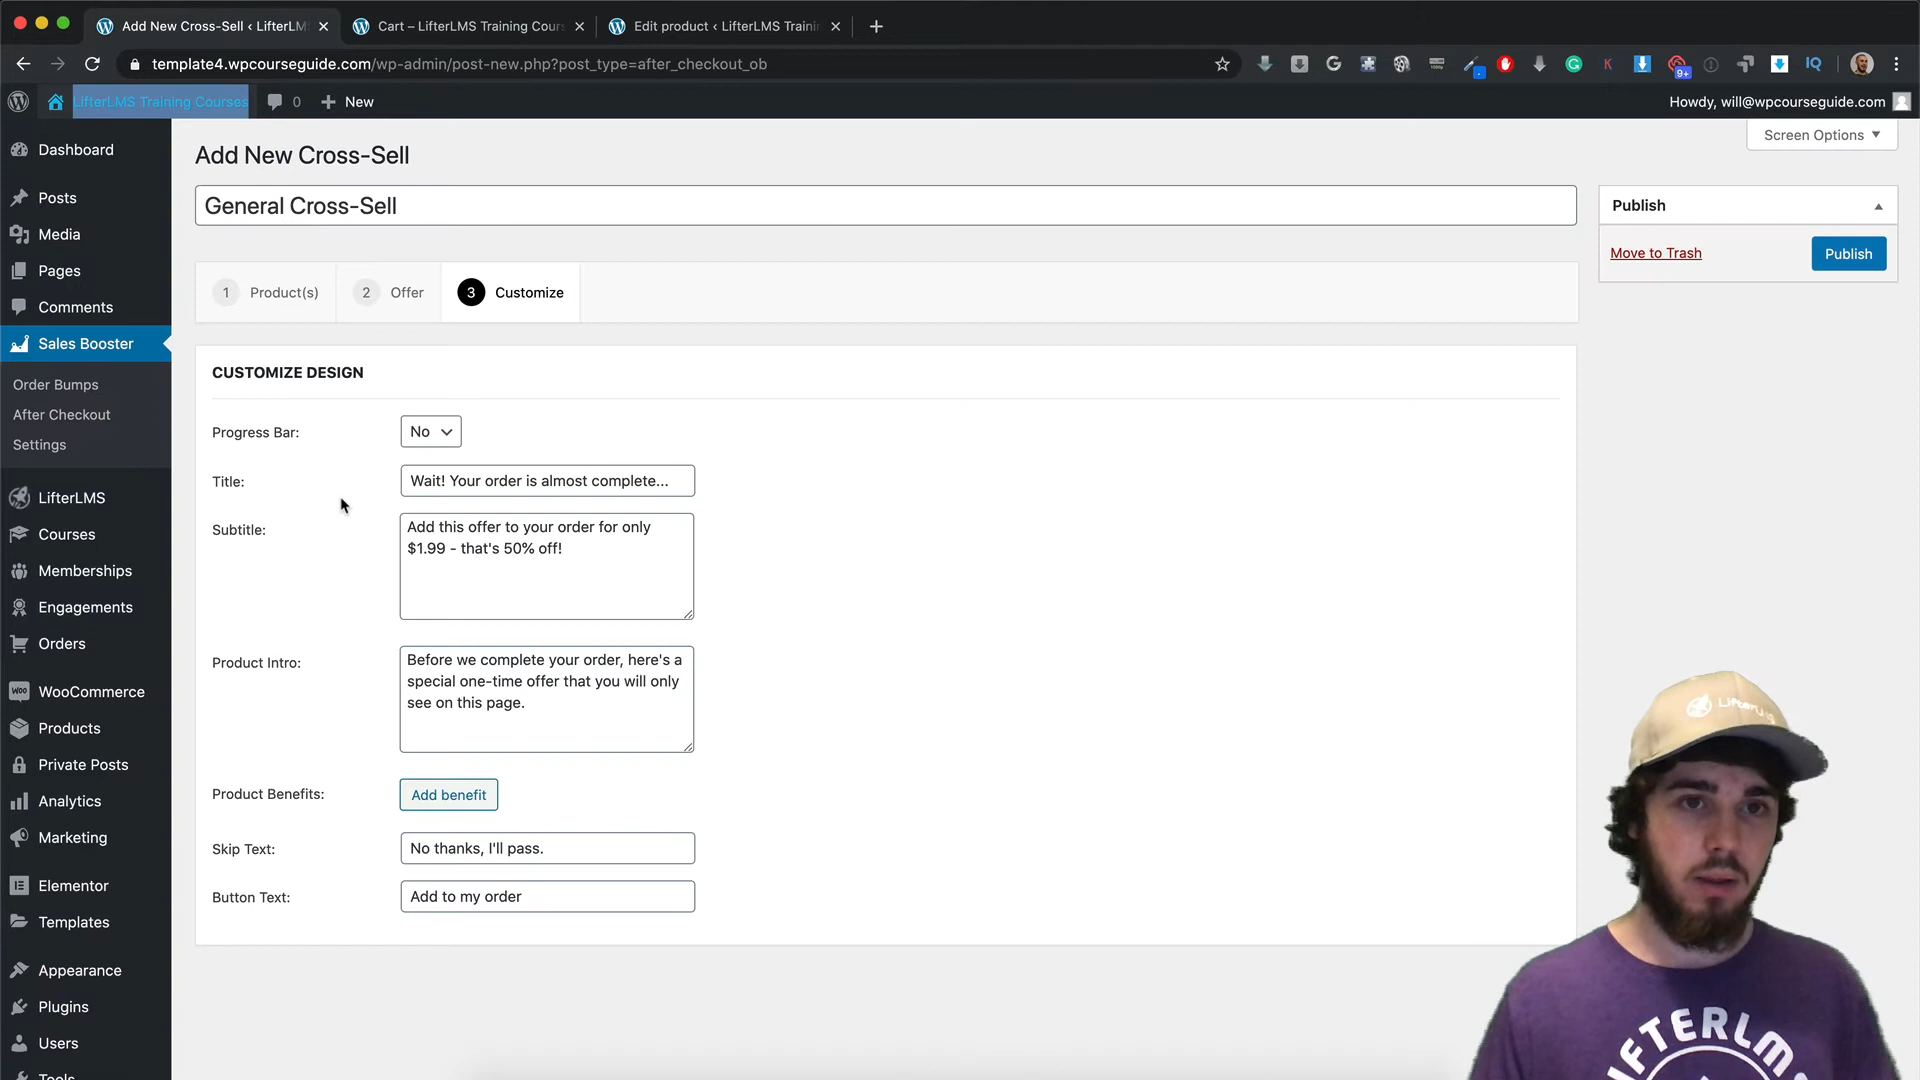 Add New Cross-Sell ‹ LifterLM
Cart – LifterLMS Training Cours
Edit product ‹ LifterLMS Trainin
template4.wpcourseguide.com/wp-admin/post-new.php?post_type=after_checkout_ob
9+
IQ
LifterLMS Training Courses
0
New
Howdy, will@wpcourseguide.com
Screen Options
Dashboard
Posts
Media
Pages
Comments
Sales Booster
Order Bumps
After Checkout
Settings
LifterLMS
Courses
Memberships
Engagements
Orders
WooCommerce
Products
Private Posts
Analytics
Marketing
Elementor
Templates
Appearance
Plugins
Users
Tools
Add New Cross-Sell
General Cross-Sell
1 Product(s)
2 Offer
3 Customize
CUSTOMIZE DESIGN
Progress Bar:
No
Title:
Wait! Your order is almost complete...
Subtitle:
Add this offer to your order for only
$1.99 - that's 50% off!
Product Intro:
Before we complete your order, here's a
special one-time offer that you will only
see on this page.
Product Benefits:
Add benefit
Skip Text:
No thanks, I'll pass.
Button Text:
Add to my order
Publish
Move to Trash
Publish